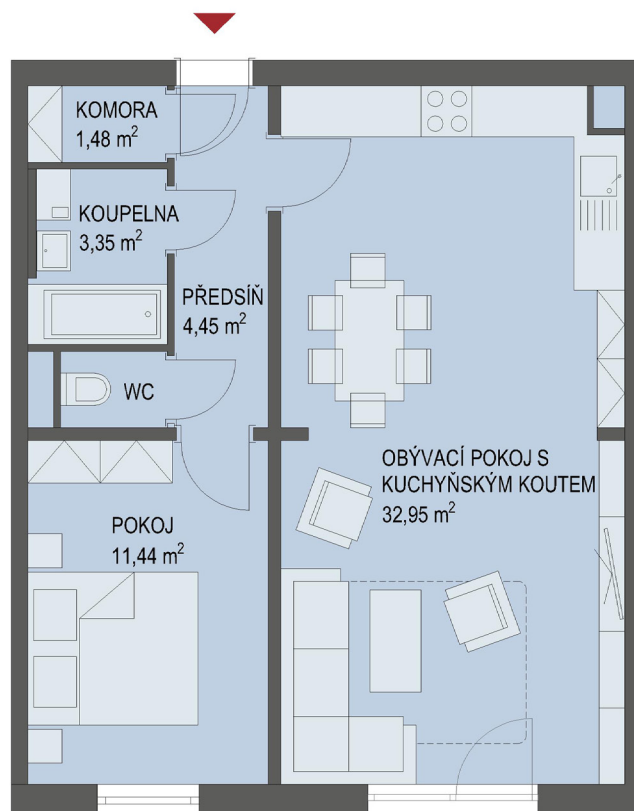 KOMORA
1,48 m²
KOUPELNA
3,35 m²
PŘEDSÍŇ
4,45 m²
WC
OBÝVACÍ POKOJ S
KUCHYŇSKÝM KOUTEM
32,95 m²
POKOJ
11,44 m²